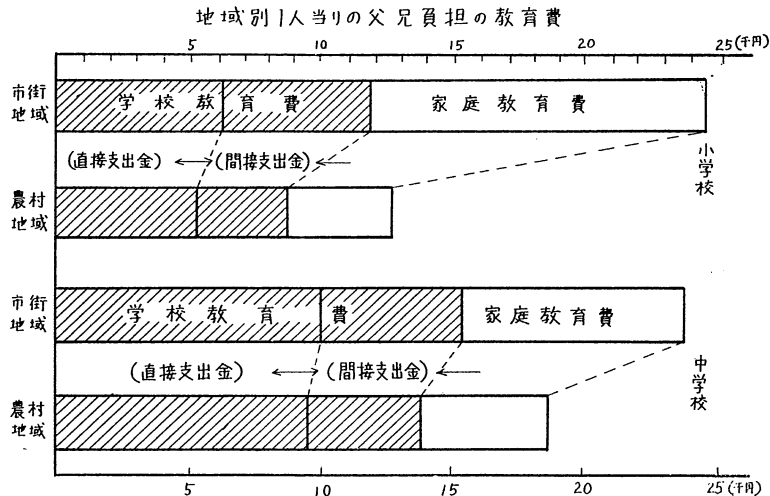 地域別1人当りの父兄負担の教育費
5 10 15 20 25(千円)
市街地域
学校教育費 家庭教育費
(直接支出金) ←→ (間接支出金) ←
小学校
農村地域
市街地域
学校教育費 家庭教育費
(直接支出金) ←→ (間接支出金) ←
中学校
農村地域
5 10 15 20 25(千円)